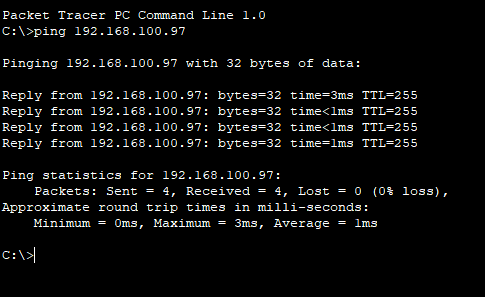 Packet Tracer PC Command Line 1.0
C:\>ping 192.168.100.97
Pinging 192.168.100.97 with 32 bytes of data:
Reply from 192.168.100.97: bytes=32 time=3ms TTL=255
Reply from 192.168.100.97: bytes=32 time<1ms TTL=255
Reply from 192.168.100.97: bytes=32 time<1ms TTL=255
Reply from 192.168.100.97: bytes=32 time=1ms TTL=255
Ping statistics for 192.168.100.97:
    Packets: Sent = 4, Received = 4, Lost = 0 (0% loss),
Approximate round trip times in milli-seconds:
    Minimum = 0ms, Maximum = 3ms, Average = 1ms
C:\>